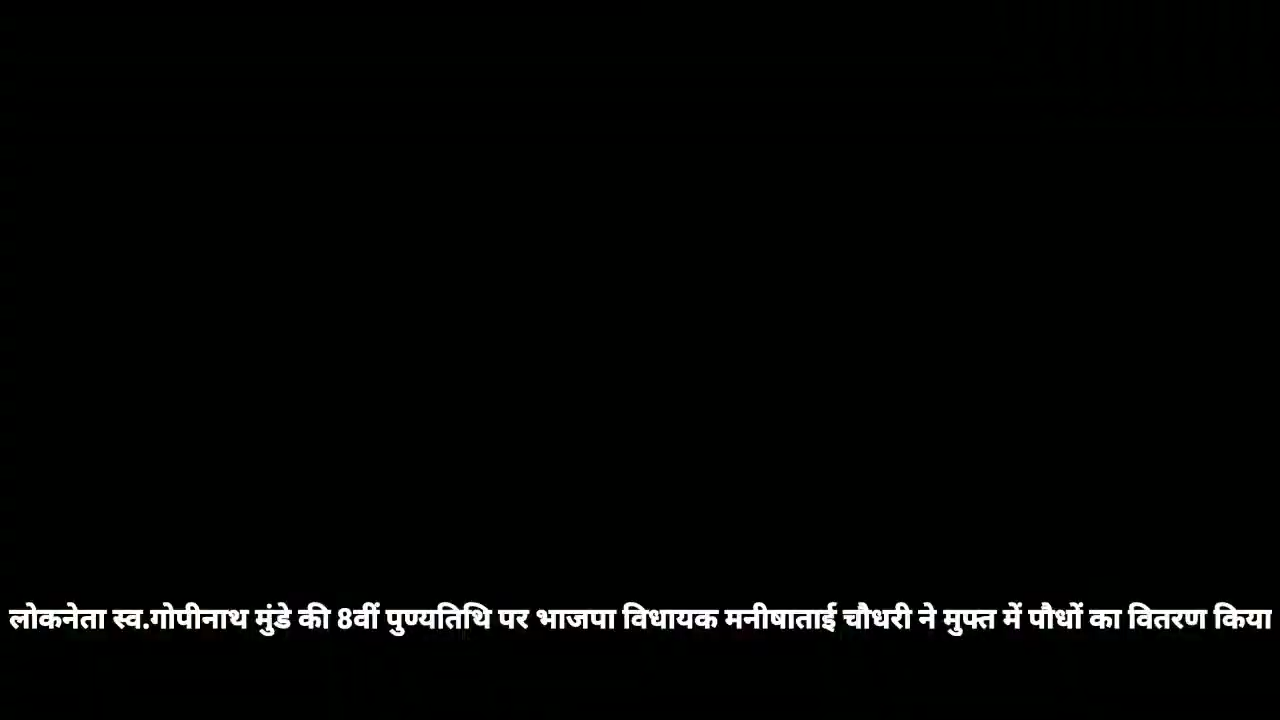 लोकनेता स्व.गोपीनाथ मुंडे की 8वीं पुण्यतिथि पर भाजपा विधायक मनीषाताई चौधरी ने मुफ्त में पौधों का वितरण किया